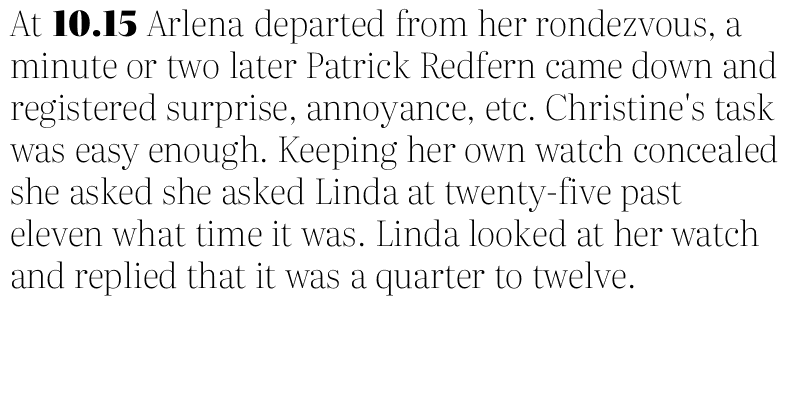 At 10.15 Arlena departed from her rondezvous, a
minute or two later Patrick Redfern came down and
registered surprise, annoyance, etc. Christine's task
was easy enough. Keeping her own watch concealed
she asked she asked Linda at twenty-five past
eleven what time it was. Linda looked at her watch
and replied that it was a quarter to twelve.